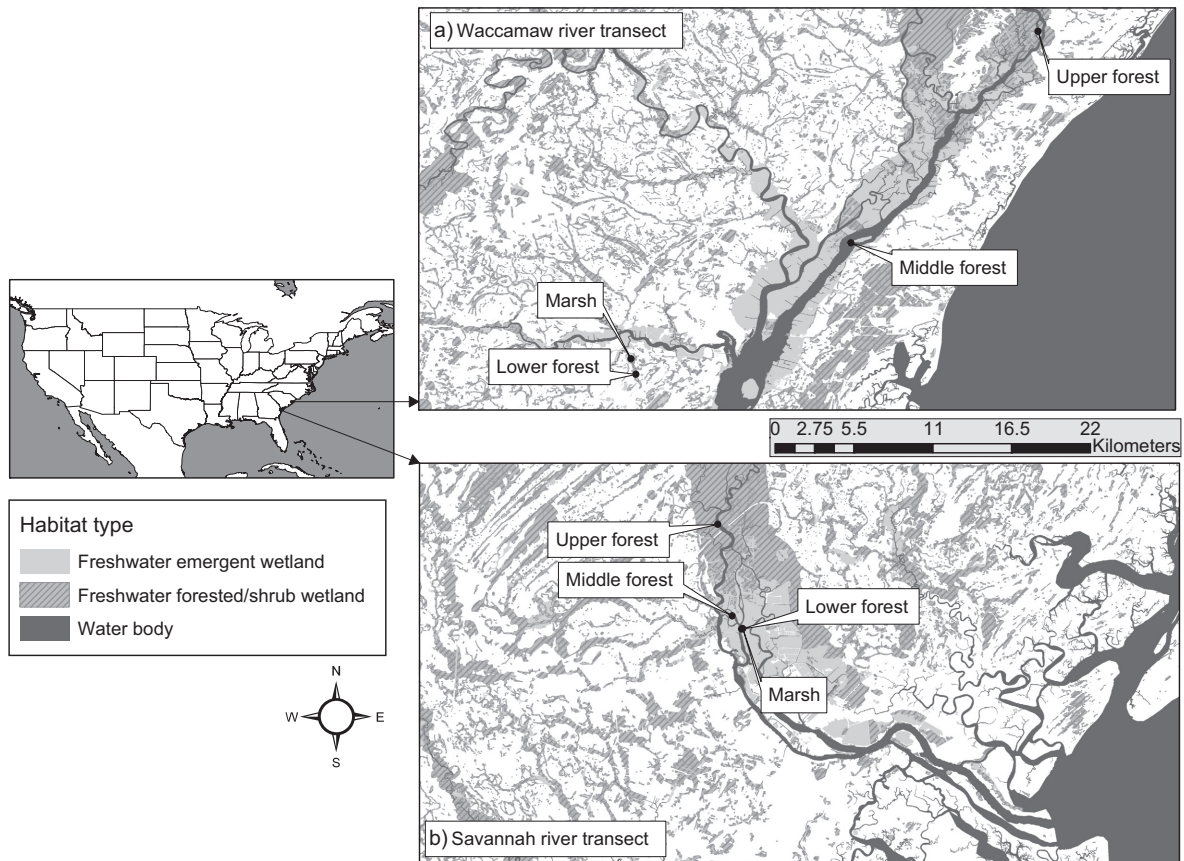 a) Waccamaw river transect
Upper forest
Middle forest
Marsh
Lower forest
0 2.75 5.5 11 16.5 22
Kilometers
Habitat type
Freshwater emergent wetland
Freshwater forested/shrub wetland
Water body
N
W E
S
Upper forest
Middle forest
Lower forest
Marsh
b) Savannah river transect